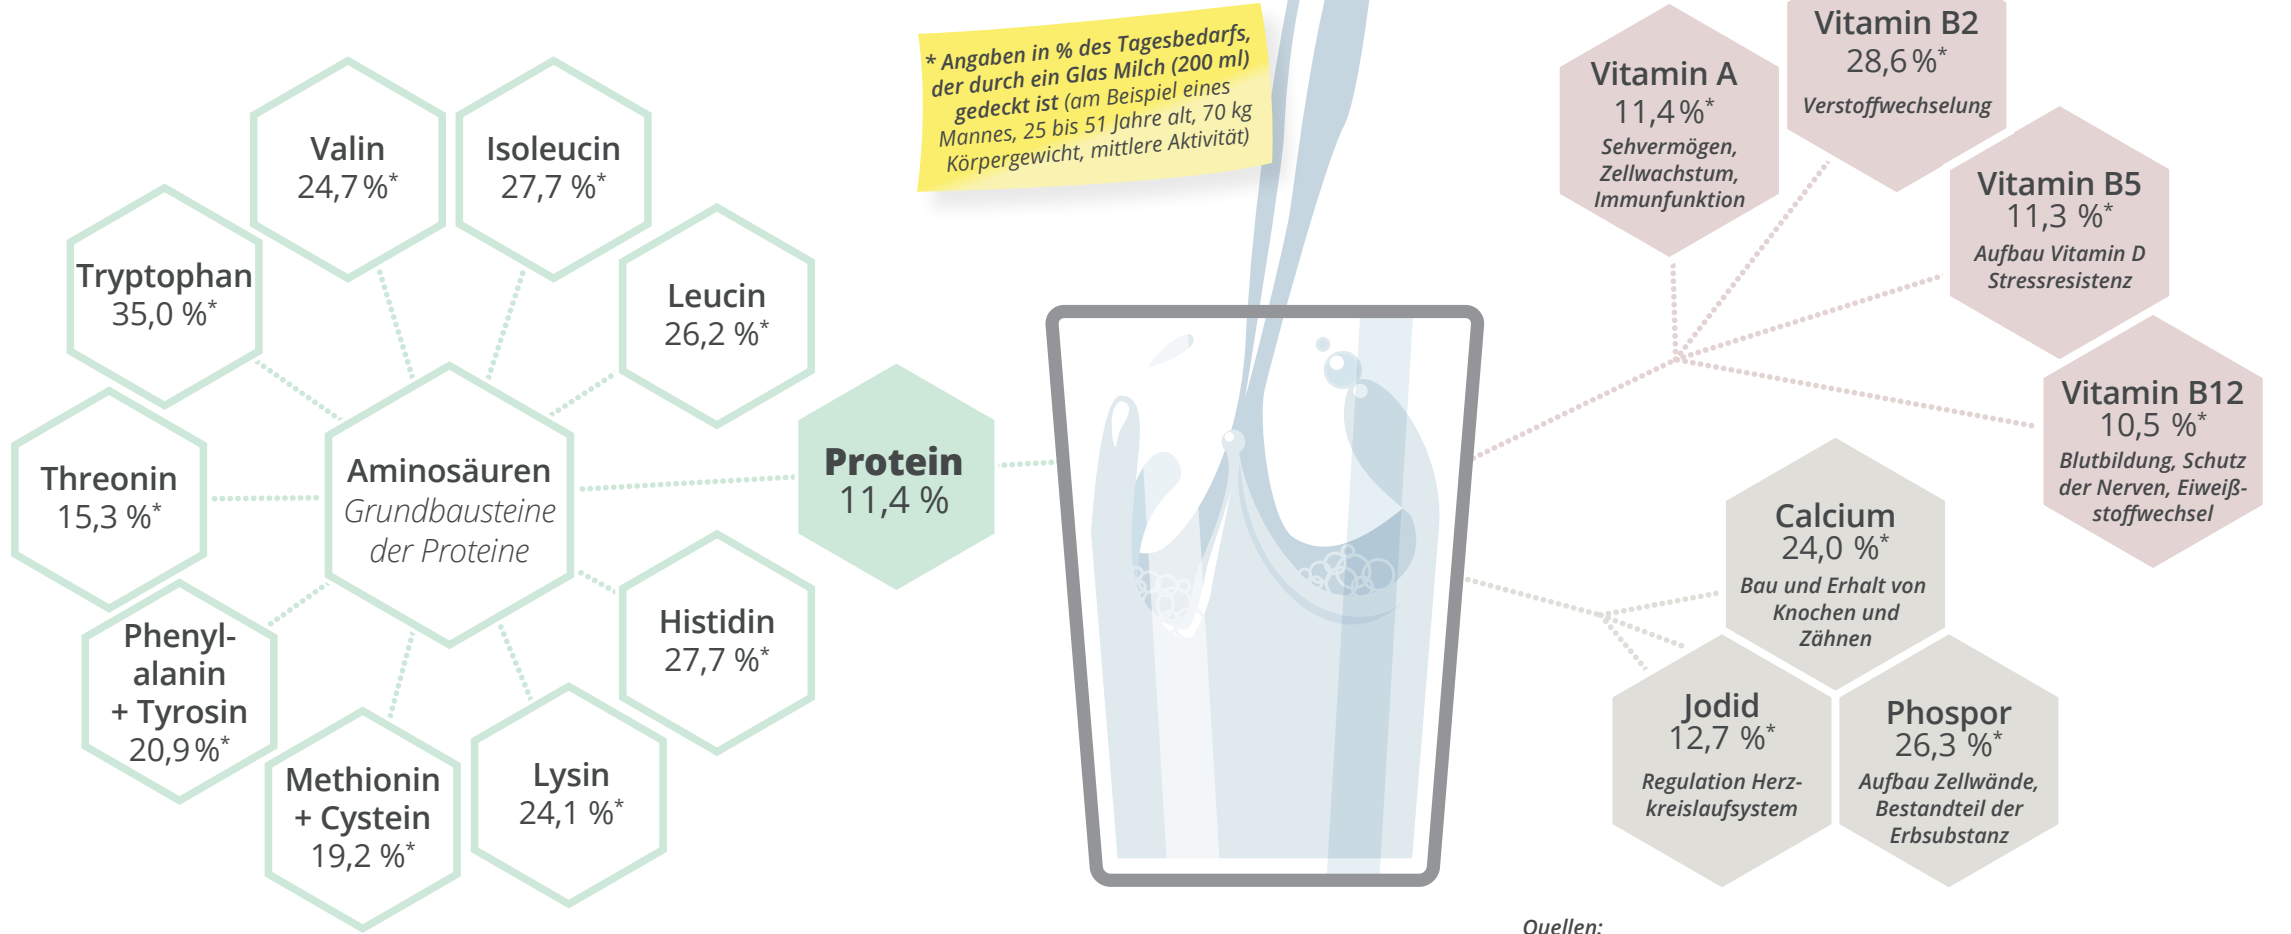 * Angaben in % des Tagesbedarfs,
der durch ein Glas Milch (200 ml)
gedeckt ist (am Beispiel eines
Mannes, 25 bis 51 Jahre alt, 70 kg
Körpergewicht, mittlere Aktivität)
Valin
24,7 %*
Isoleucin
27,7 %*
Tryptophan
35,0 %*
Leucin
26,2 %*
Threonin
15,3 %*
Aminosäuren
Grundbausteine
der Proteine
Protein
11,4 %
Phenyl-
alanin
+ Tyrosin
20,9 %*
Histidin
27,7 %*
Methionin
+ Cystein
19,2 %*
Lysin
24,1 %*
Vitamin A
11,4 %*
Sehvermögen,
Zellwachstum,
Immunfunktion
Vitamin B2
28,6 %*
Verstoffwechselung
Vitamin B5
11,3 %*
Aufbau Vitamin D
Stressresistenz
Vitamin B12
10,5 %*
Blutbildung, Schutz
der Nerven, Eiweiß-
stoffwechsel
Calcium
24,0 %*
Bau und Erhalt von
Knochen und
Zähnen
Jodid
12,7 %*
Regulation Herz-
kreislaufsystem
Phospor
26,3 %*
Aufbau Zellwände,
Bestandteil der
Erbsubstanz
Quellen: